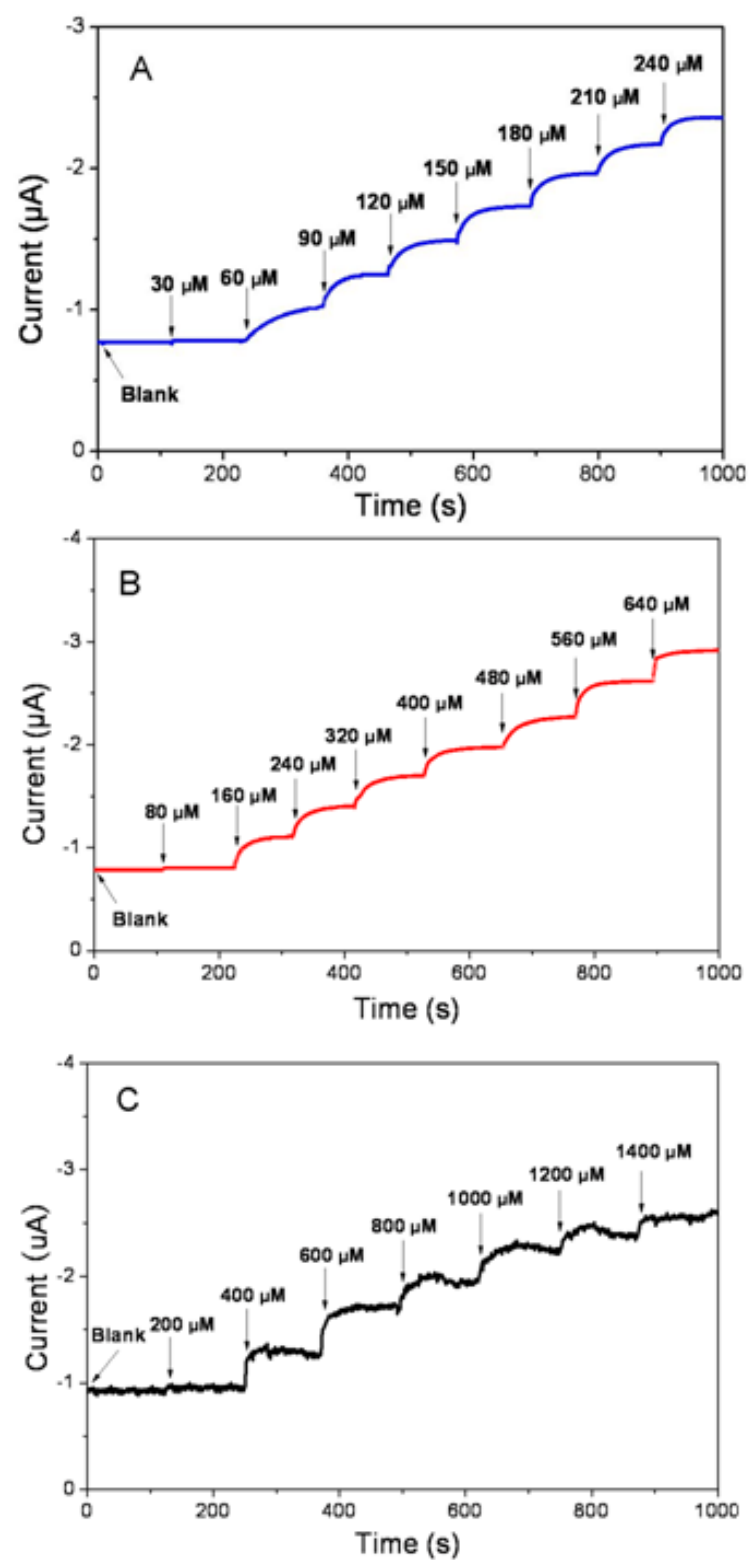 A
-3
-2
-1
0
Current (µA)
Blank
30 µM
60 µM
90 µM
120 µM
150 µM
180 µM
210 µM
240 µM
0 200 400 600 800 1000
Time (s)
B
-4
-3
-2
-1
0
Current (µA)
Blank
80 µM
160 µM
240 µM
320 µM
400 µM
480 µM
560 µM
640 µM
0 200 400 600 800 1000
Time (s)
C
-4
-3
-2
-1
0
Current (uA)
Blank
200 µM
400 µM
600 µM
800 µM
1000 µM
1200 µM
1400 µM
0 200 400 600 800 1000
Time (s)